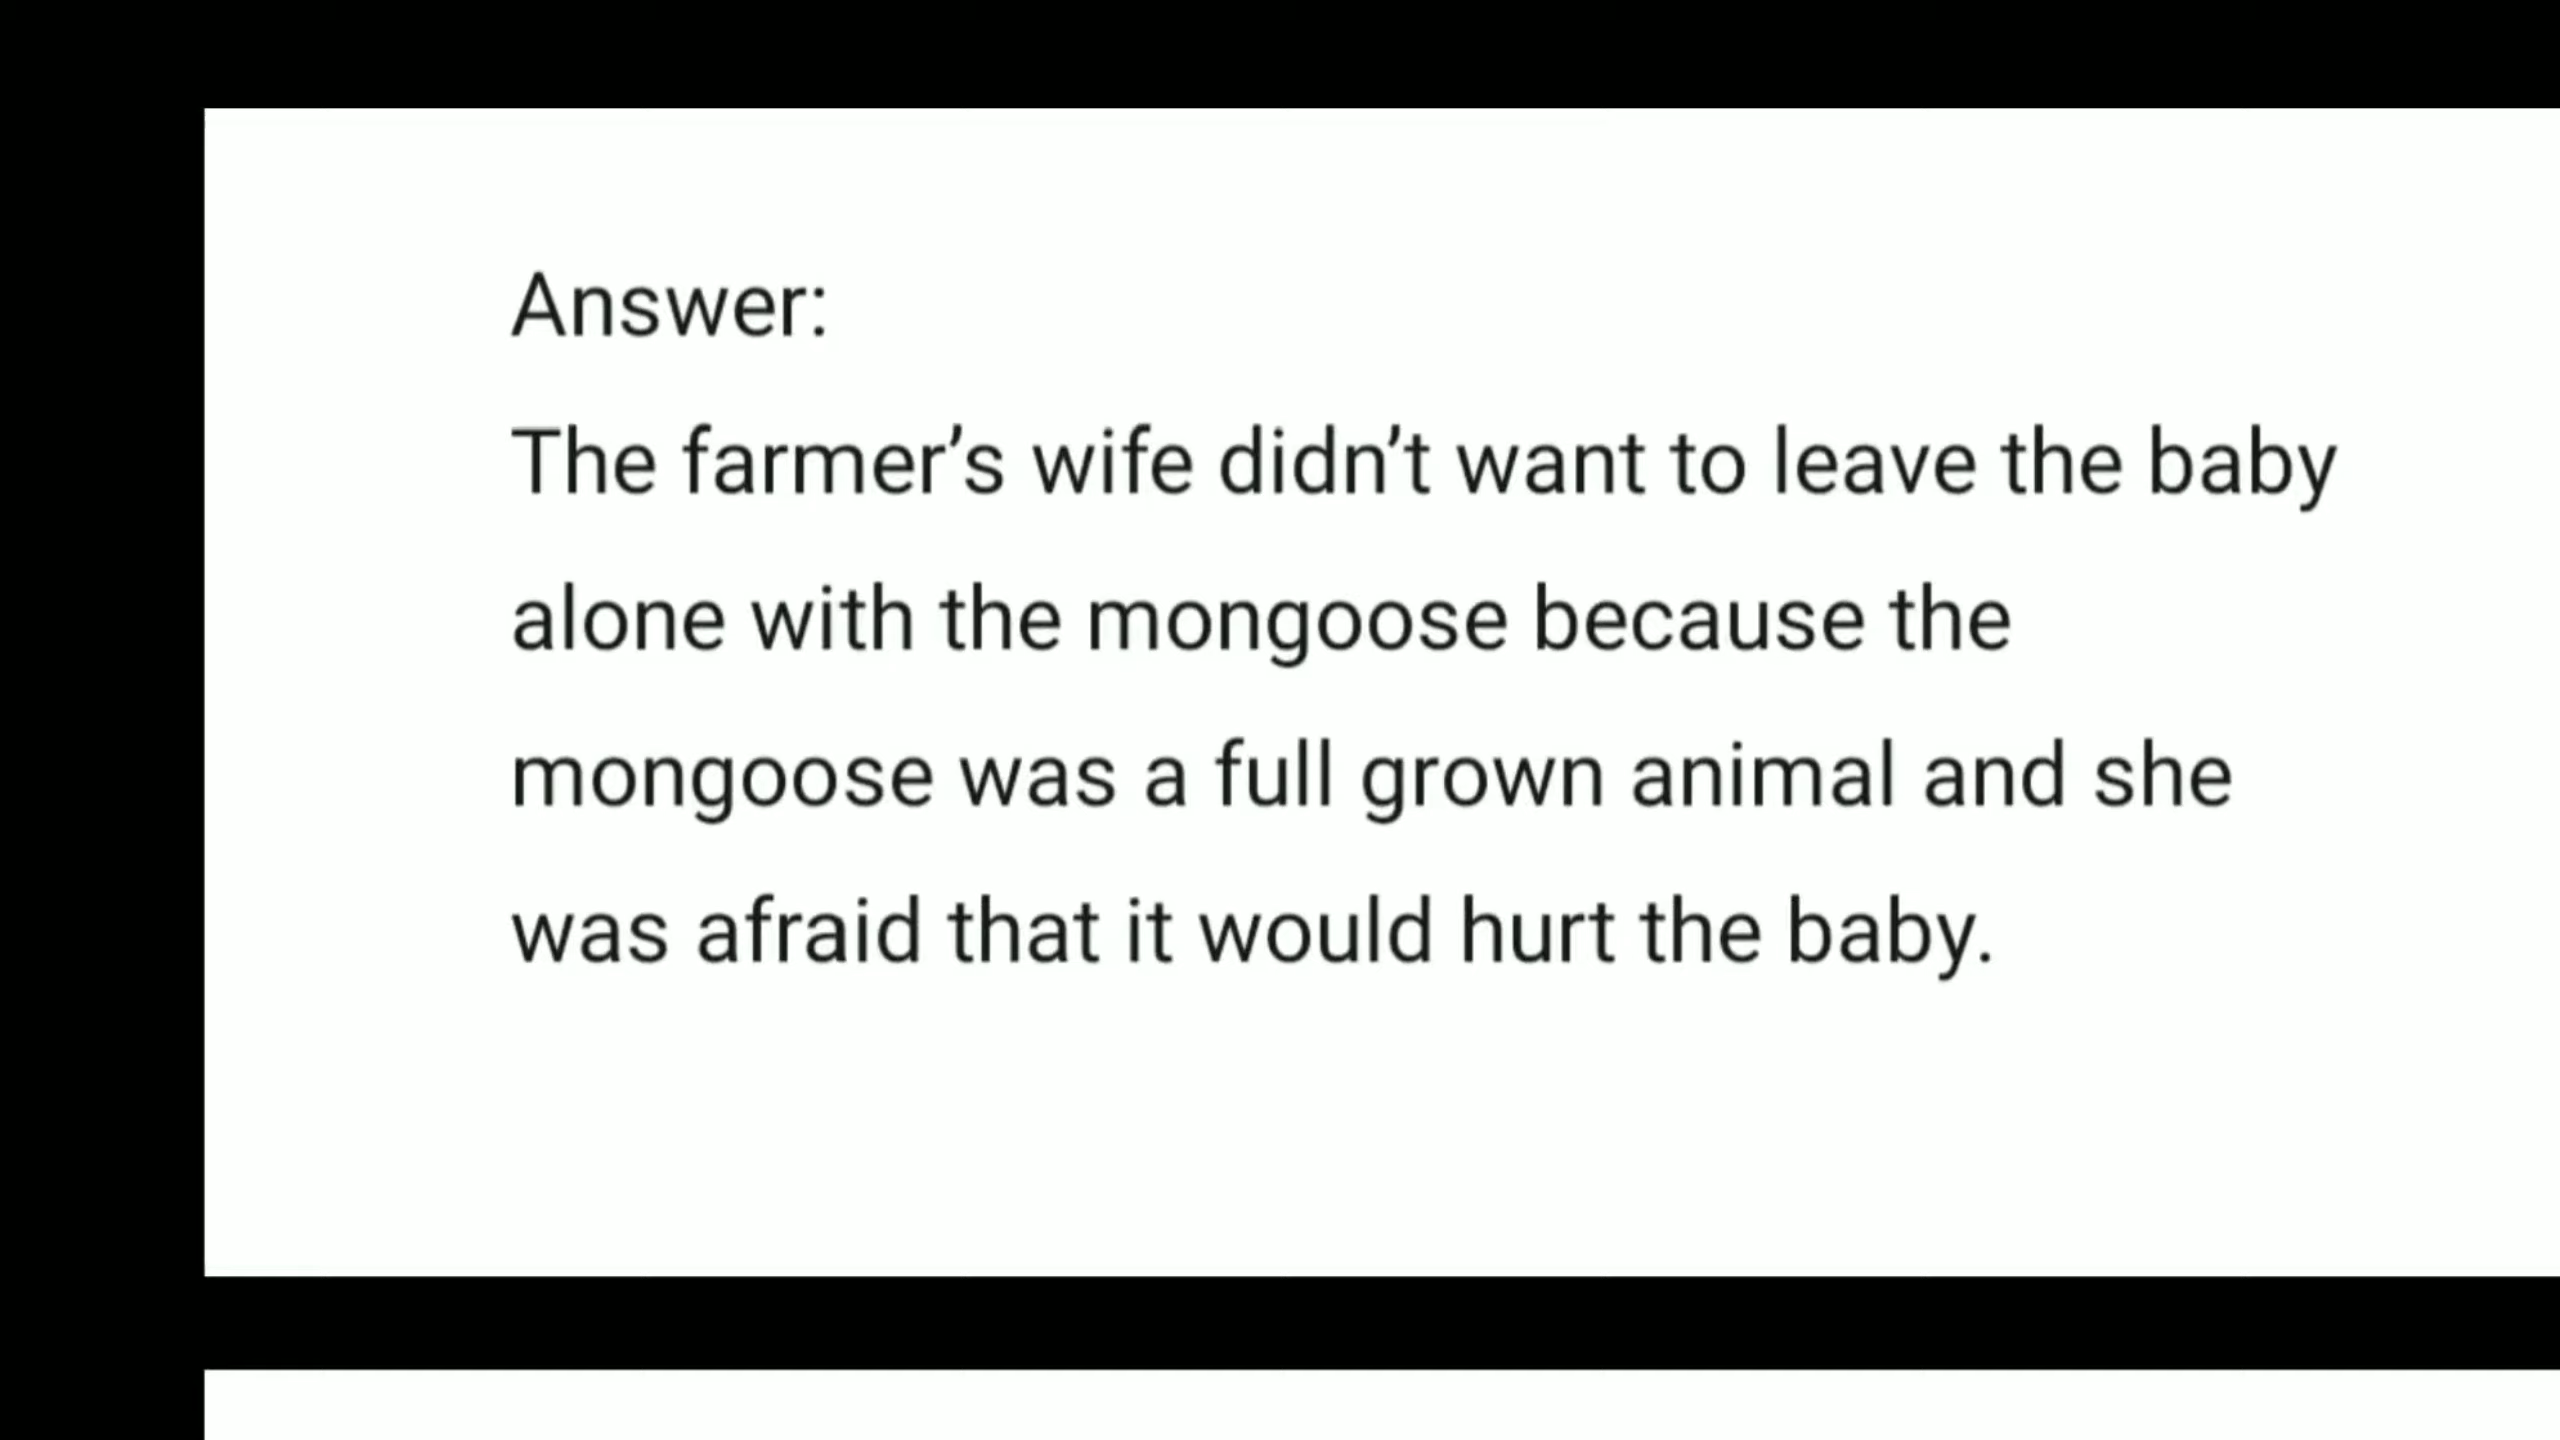 Answer:
The farmer’s wife didn’t want to leave the baby
alone with the mongoose because the
mongoose was a full grown animal and she
was afraid that it would hurt the baby.